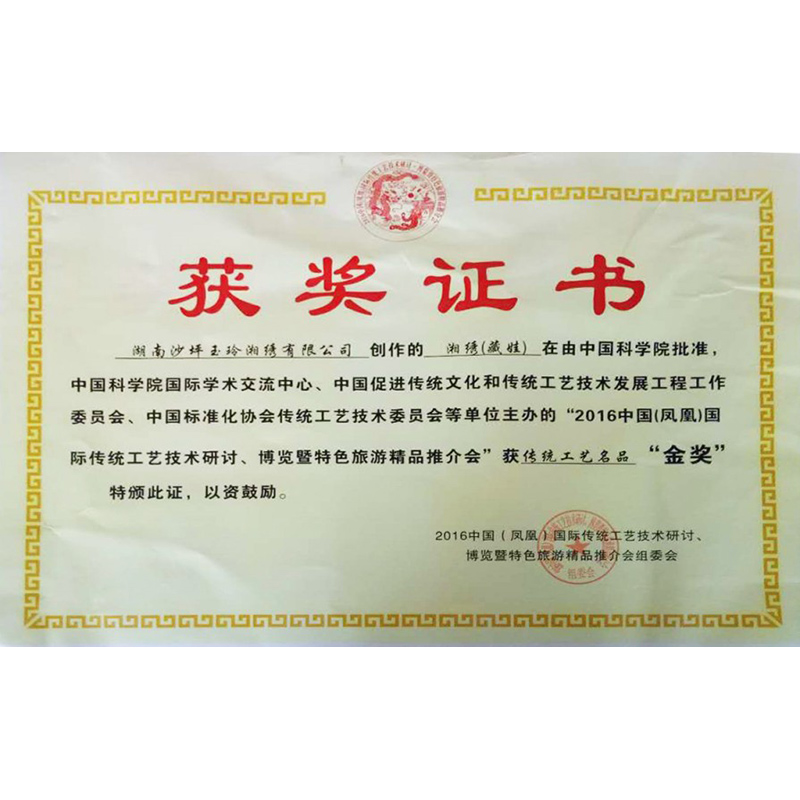 获奖证书
湖南沙坪玉玲湘绣有限公司 创作的 湘绣(藏娃) 在由中国科学院批准，
中国科学院国际学术交流中心、中国促进传统文化和传统工艺技术发展工程工作
委员会、中国标准化协会传统工艺技术委员会等单位主办的“2016中国(凤凰)国
际传统工艺技术研讨、博览暨特色旅游精品推介会”获传统工艺名品 “金奖”
特颁此证，以资鼓励。
2016中国（凤凰）国际传统工艺技术研讨、
博览暨特色旅游精品推介会组委会
组委会